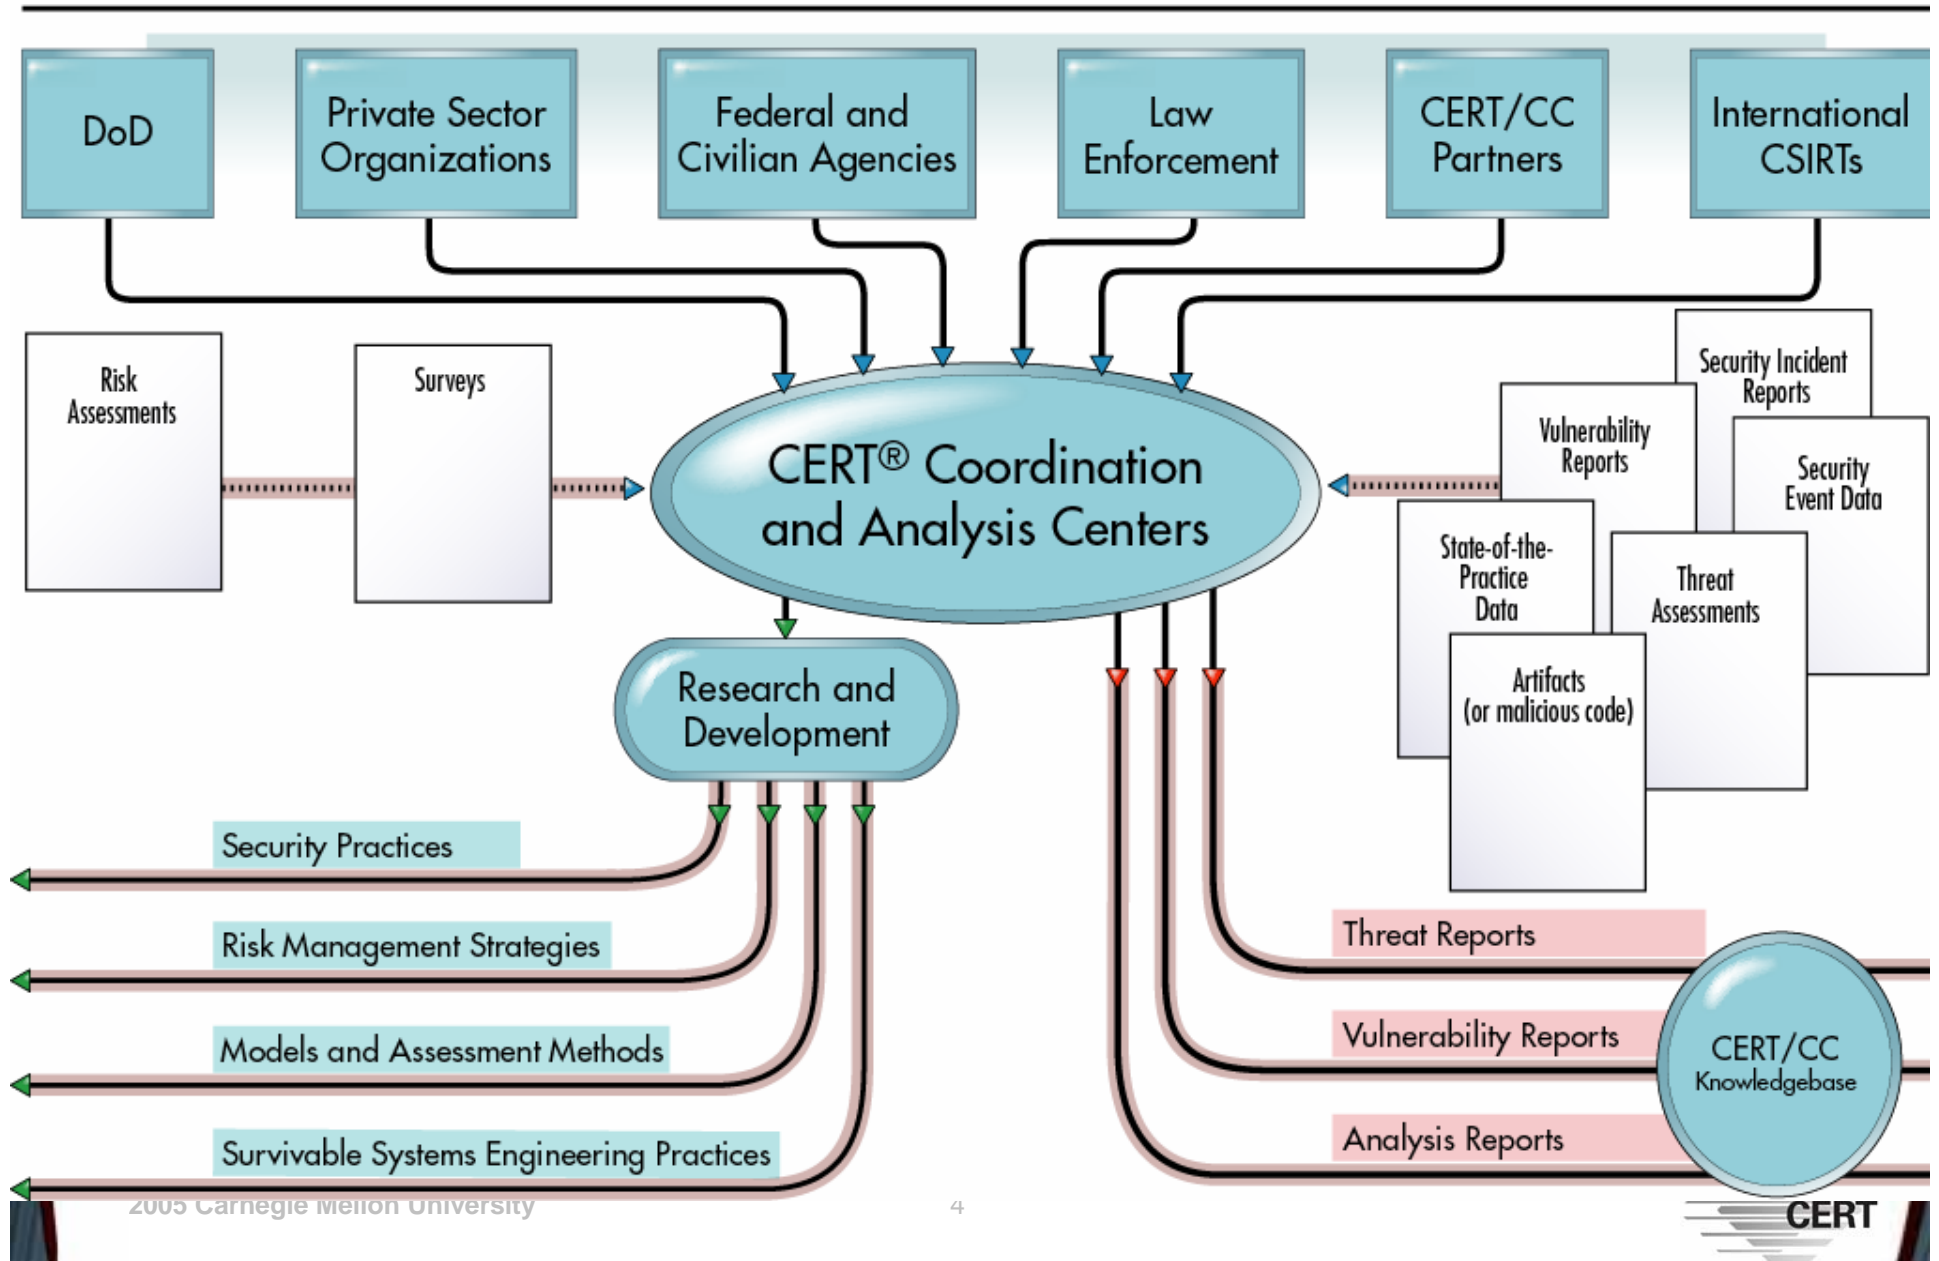 DoD
Private Sector
Organizations
Federal and
Civilian Agencies
Law
Enforcement
CERT/CC
Partners
International
CSIRTs
Risk
Assessments
Surveys
CERT® Coordination
and Analysis Centers
Security Incident
Reports
Vulnerability
Reports
Security
Event Data
State-of-the-
Practice
Data
Threat
Assessments
Artifacts
(or malicious code)
Research and
Development
Security Practices
Risk Management Strategies
Models and Assessment Methods
Survivable Systems Engineering Practices
Threat Reports
Vulnerability Reports
Analysis Reports
CERT/CC
Knowledgebase
2005 Carnegie Mellon University
4
CERT